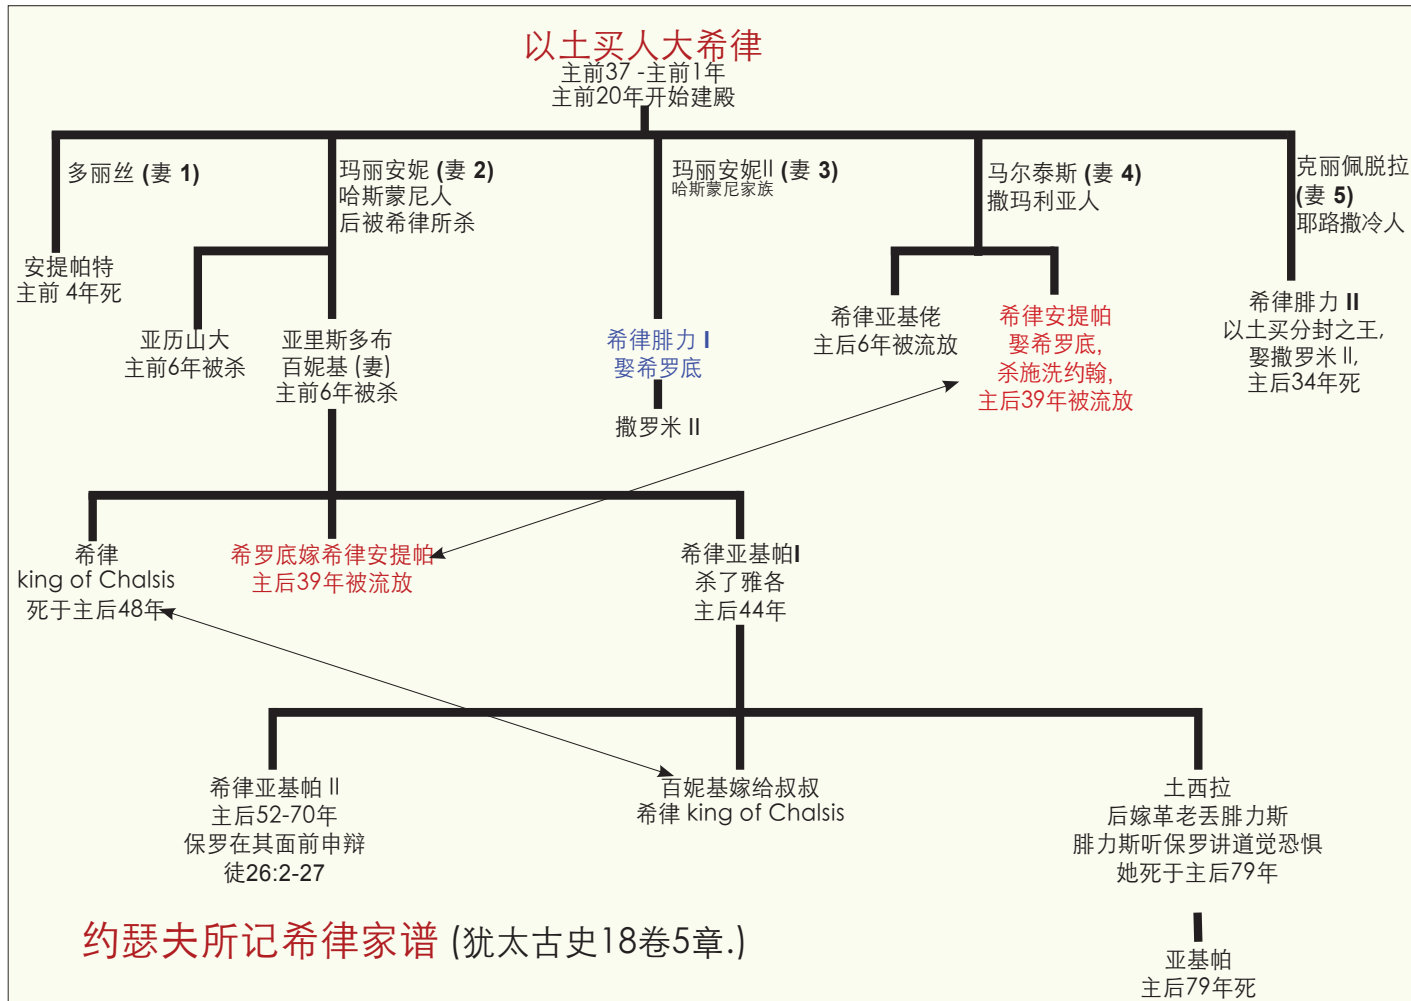 以土买人大希律
主前37 -主前1年
主前20年开始建殿
多丽丝 (妻 1)
玛丽安妮 (妻 2)
哈斯蒙尼人
后被希律所杀
玛丽安妮II (妻 3)
哈斯蒙尼家族
马尔泰斯 (妻 4)
撒玛利亚人
克丽佩脱拉
(妻 5)
耶路撒冷人
安提帕特
主前 4年死
亚历山大
主前6年被杀
亚里斯多布
百妮基 (妻)
主前6年被杀
希律腓力 I
娶希罗底
撒罗米 II
希律亚基佬
主后6年被流放
希律安提帕
娶希罗底,
杀施洗约翰,
主后39年被流放
希律腓力 II
以土买分封之王,
娶撒罗米 II,
主后34年死
希律
king of Chalsis
死于主后48年
希罗底嫁希律安提帕
主后39年被流放
希律亚基帕I
杀了雅各
主后44年
希律亚基帕 II
主后52-70年
保罗在其面前申辩
徒26:2-27
百妮基嫁给叔叔
希律 king of Chalsis
土西拉
后嫁革老丢腓力斯
腓力斯听保罗讲道觉恐惧
她死于主后79年
亚基帕
主后79年死
约瑟夫所记希律家谱 (犹太古史18卷5章.)